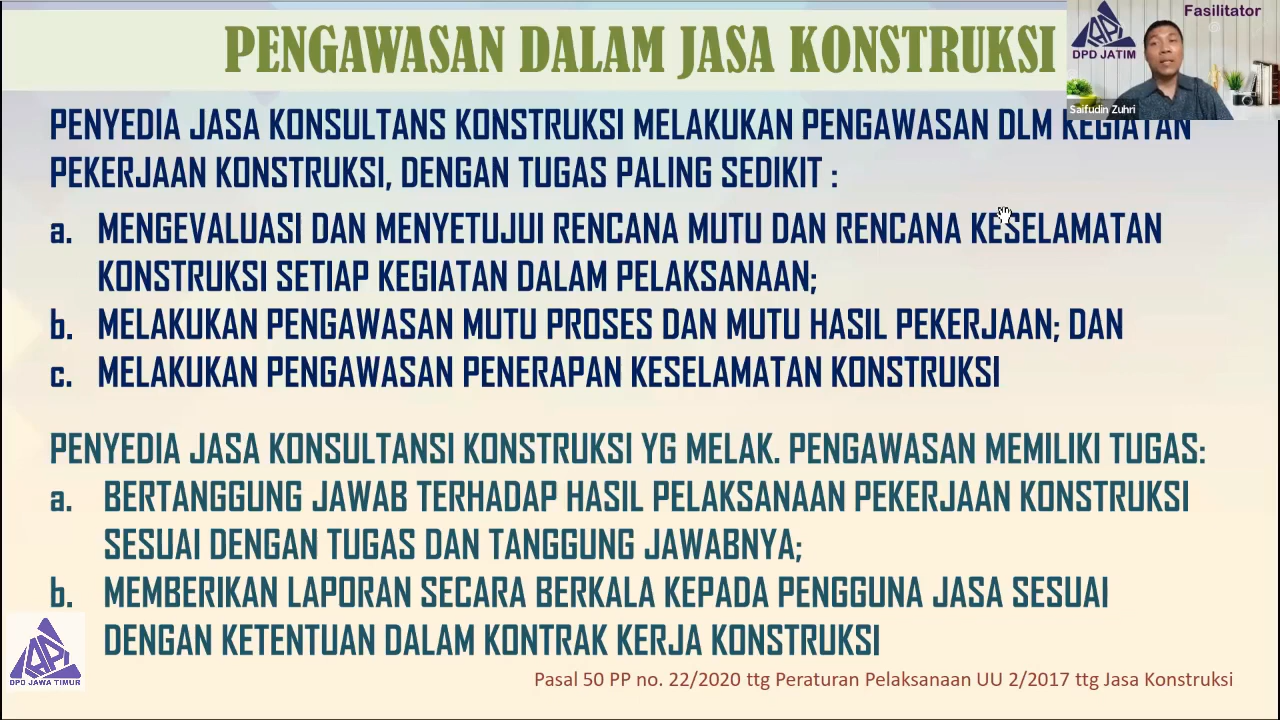 PENGAWASAN DALAM JASA KONSTRUKSI
Fasilitator
DPD JATIM
Saifudin Zuhri
PENYEDIA JASA KONSULTANS KONSTRUKSI MELAKUKAN PENGAWASAN DLM KEGIATAN
PEKERJAAN KONSTRUKSI, DENGAN TUGAS PALING SEDIKIT :
a. MENGEVALUASI DAN MENYETUJUI RENCANA MUTU DAN RENCANA KESELAMATAN
KONSTRUKSI SETIAP KEGIATAN DALAM PELAKSANAAN;
b. MELAKUKAN PENGAWASAN MUTU PROSES DAN MUTU HASIL PEKERJAAN; DAN
c. MELAKUKAN PENGAWASAN PENERAPAN KESELAMATAN KONSTRUKSI
PENYEDIA JASA KONSULTANSI KONSTRUKSI YG MELAK. PENGAWASAN MEMILIKI TUGAS:
a. BERTANGGUNG JAWAB TERHADAP HASIL PELAKSANAAN PEKERJAAN KONSTRUKSI
SESUAI DENGAN TUGAS DAN TANGGUNG JAWABNYA;
b. MEMBERIKAN LAPORAN SECARA BERKALA KEPADA PENGGUNA JASA SESUAI
DENGAN KETENTUAN DALAM KONTRAK KERJA KONSTRUKSI
DPD JAWA TIMUR
Pasal 50 PP no. 22/2020 ttg Peraturan Pelaksanaan UU 2/2017 ttg Jasa Konstruksi